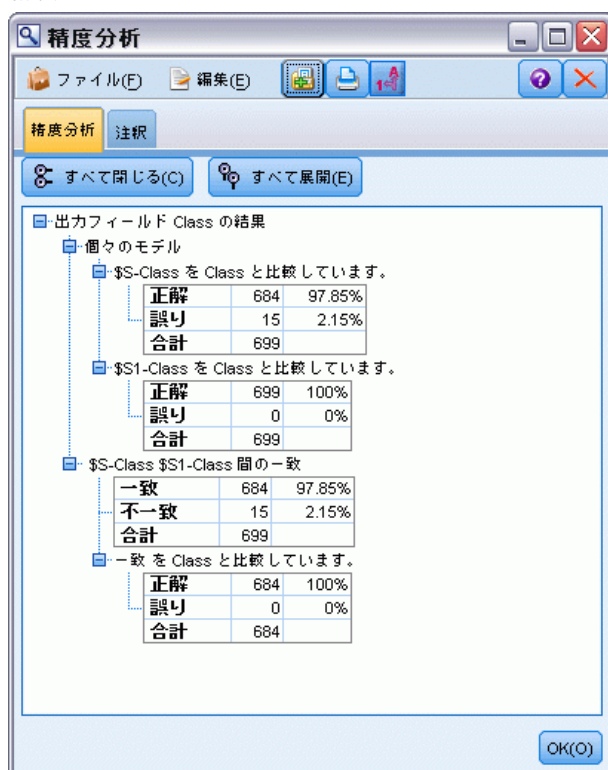 精度分析
ファイル(F) 編集(E)
精度分析 注釈
すべて閉じる(C) すべて展開(E)
出力フィールド Class の結果
個々のモデル
$S-Class を Class と比較しています。
正解 684 97.85%
誤り 15 2.15%
合計 699
$S1-Class を Class と比較しています。
正解 699 100%
誤り 0 0%
合計 699
$S-Class $S1-Class 間の一致
一致 684 97.85%
不一致 15 2.15%
合計 699
一致 を Class と比較しています。
正解 684 100%
誤り 0 0%
合計 684
OK(O)